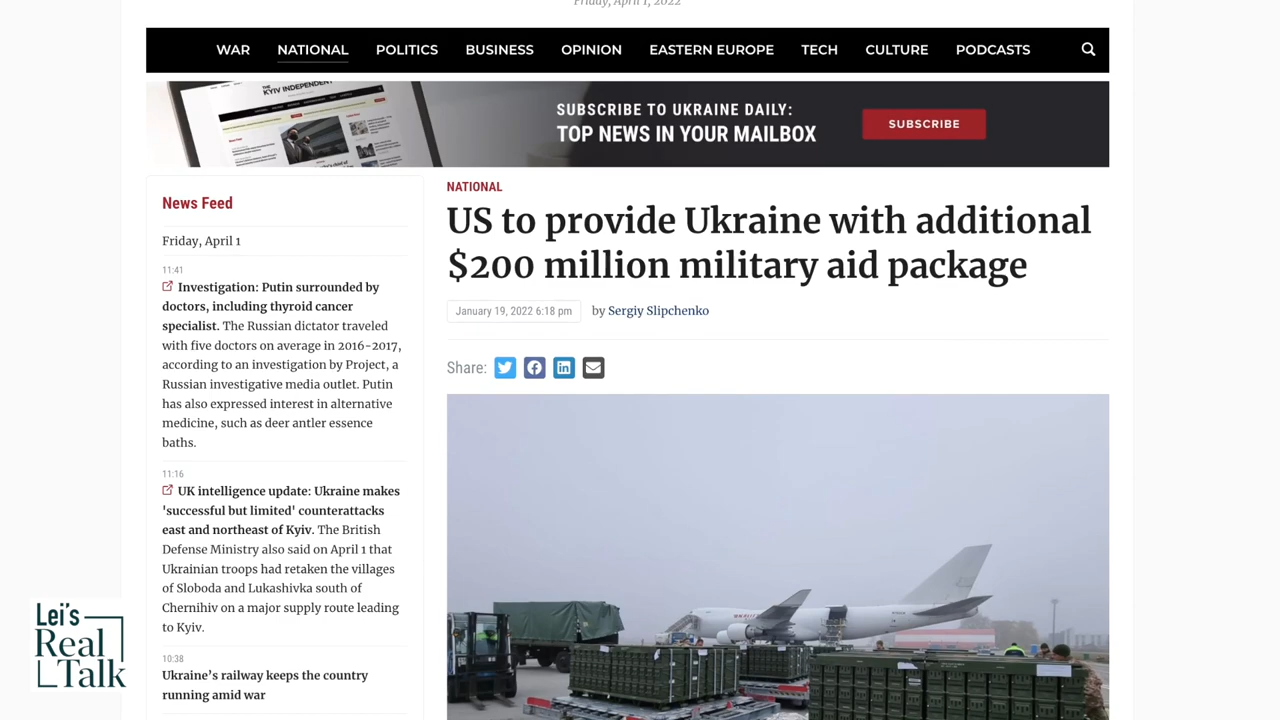 Friday, April 1, 2022
WAR NATIONAL POLITICS BUSINESS OPINION EASTERN EUROPE TECH CULTURE PODCASTS
THE KYIV INDEPENDENT
SUBSCRIBE TO UKRAINE DAILY:
TOP NEWS IN YOUR MAILBOX
SUBSCRIBE
News Feed
Friday, April 1
11:41
Investigation: Putin surrounded by
doctors, including thyroid cancer
specialist. The Russian dictator traveled
with five doctors on average in 2016-2017,
according to an investigation by Project, a
Russian investigative media outlet. Putin
has also expressed interest in alternative
medicine, such as deer antler essence
baths.
11:16
UK intelligence update: Ukraine makes
'successful but limited' counterattacks
east and northeast of Kyiv. The British
Defense Ministry also said on April 1 that
Ukrainian troops had retaken the villages
of Sloboda and Lukashivka south of
Chernihiv on a major supply route leading
to Kyiv.
10:38
Ukraine’s railway keeps the country
running amid war
NATIONAL
US to provide Ukraine with additional
$200 million military aid package
January 19, 2022 6:18 pm by Sergiy Slipchenko
Share:
Lei's
Real
Talk